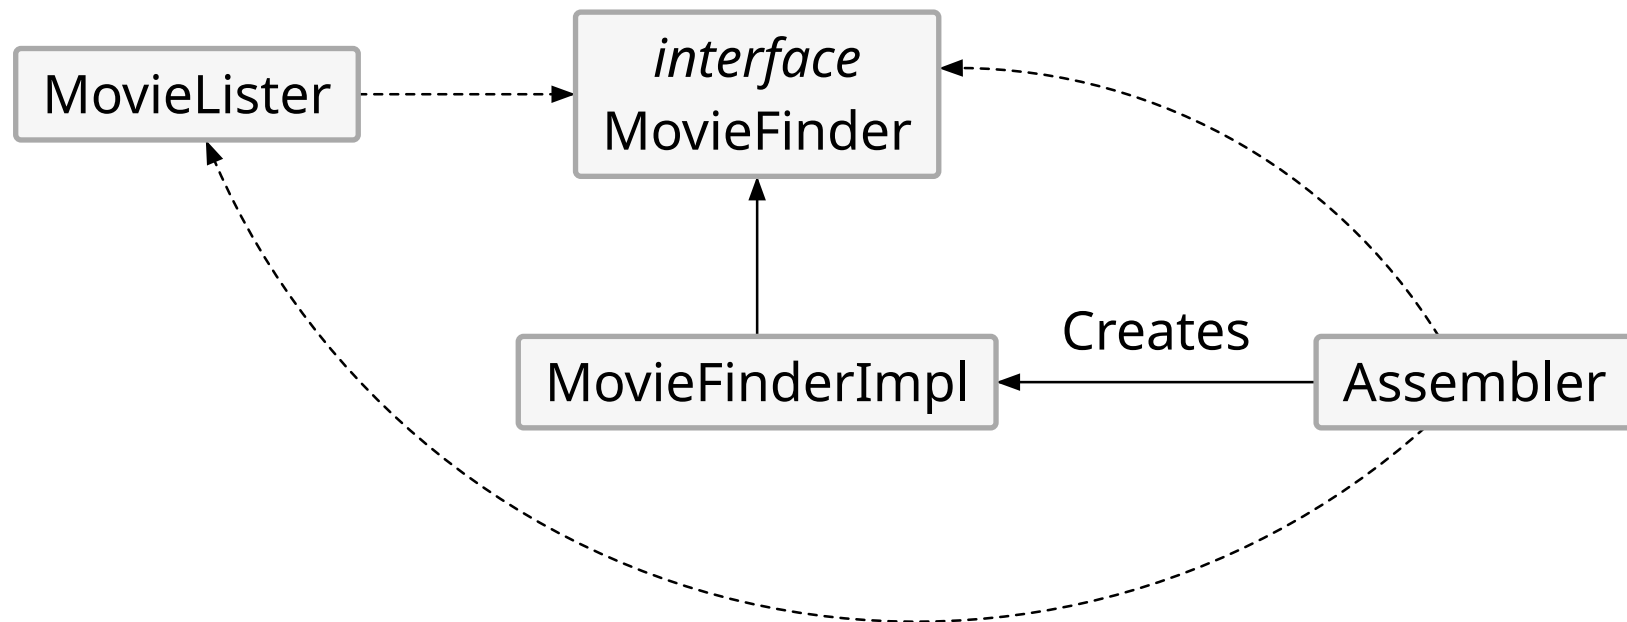 MovieLister
interface
MovieFinder
Creates
MovieFinderImpl
Assembler